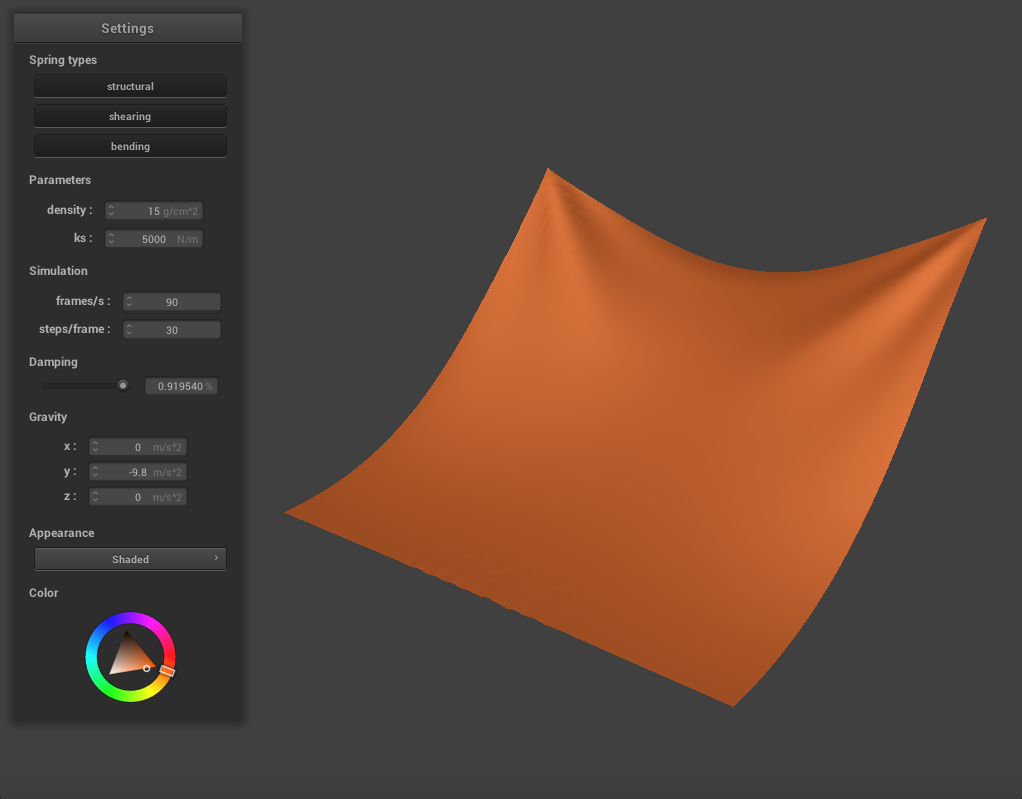 Settings
Spring types
structural
shearing
bending
Parameters
density : 15 g/cm^2
ks : 5000 N/m
Simulation
frames/s : 90
steps/frame : 30
Damping
0.919540 %
Gravity
x : 0 m/s^2
y : -9.8 m/s^2
z : 0 m/s^2
Appearance
Shaded ›
Color